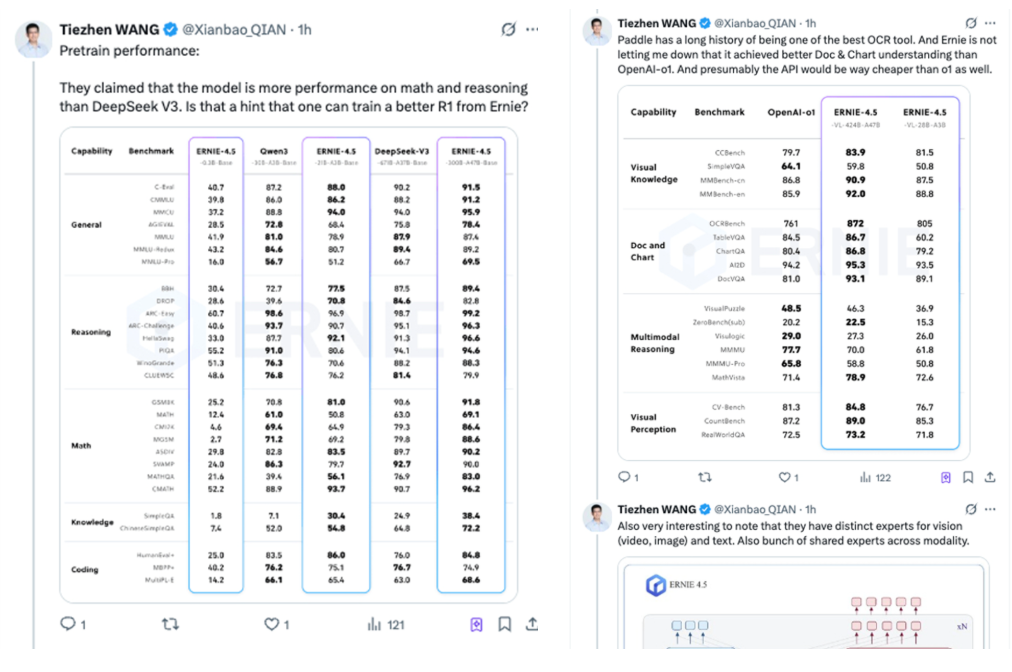 Tiezhen WANG @Xianbao_QIAN · 1h
Pretrain performance:
They claimed that the model is more performance on math and reasoning
than DeepSeek V3. Is that a hint that one can train a better R1 from Ernie?
Capability Benchmark ERNIE-4.5 Qwen3 ERNIE-4.5 DeepSeek-V3 ERNIE-4.5
-0.3B-Base -30B-A3B-Base -21B-A3B-Base -671B-A37B-Base -300B-A47B-Base
General
C-Eval 40.7 87.2 88.0 90.2 91.5
CMMLU 39.8 86.0 86.2 88.2 91.2
MMCU 37.2 88.8 94.0 94.0 95.9
AGIEVAL 28.5 72.8 68.4 75.8 78.4
MMLU 41.9 81.0 78.9 87.9 87.4
MMLU-Redux 43.2 84.6 80.7 89.4 89.2
MMLU-Pro 16.0 56.7 51.2 66.7 69.5
Reasoning
BBH 30.4 72.7 77.5 87.5 89.4
DROP 28.6 39.6 70.8 84.6 82.8
ARC-Easy 60.7 98.6 96.9 98.7 99.2
ARC-Challenge 40.6 93.7 90.7 95.1 96.3
HellaSwag 33.0 87.7 92.1 91.3 96.6
PIQA 55.2 91.0 80.6 94.1 94.6
WinoGrande 51.3 76.3 70.6 88.2 88.3
CLUEWSC 48.6 76.8 76.2 81.4 79.9
Math
GSM8K 25.2 70.8 81.0 90.6 91.8
MATH 12.4 61.0 50.8 63.0 69.1
CM17K 4.6 69.4 64.9 79.3 86.4
MGSM 2.7 71.2 69.2 79.8 88.6
ASDIV 29.8 82.8 83.5 89.7 90.2
SVAMP 24.0 86.3 79.7 92.7 90.0
MATHQA 21.6 39.4 56.1 76.9 83.0
CMATH 52.2 88.9 93.7 90.7 96.2
Knowledge
SimpleQA 1.8 7.1 30.4 24.9 38.4
ChineseSimpleQA 7.4 52.0 54.8 64.8 72.2
Coding
HumanEval+ 25.0 83.5 86.0 76.0 84.8
MBPP+ 40.2 76.2 75.1 76.7 74.9
MultiPL-E 14.2 66.1 65.4 63.0 68.6
ERNIE
1 1 121
Tiezhen WANG @Xianbao_QIAN · 1h
Paddle has a long history of being one of the best OCR tool. And Ernie is not
letting me down that it achieved better Doc & Chart understanding than
OpenAI-o1. And presumably the API would be way cheaper than o1 as well.
Capability Benchmark OpenAI-o1 ERNIE-4.5 ERNIE-4.5
-VL-424B-A47B -VL-28B-A3B
Visual
Knowledge
CCBench 79.7 83.9 81.5
SimpleVQA 64.1 59.8 50.8
MMBench-cn 86.8 90.9 87.5
MMBench-en 85.9 92.0 88.8
Doc and
Chart
OCRBench 761 872 805
TableVQA 84.5 86.7 60.2
ChartQA 80.4 86.8 79.2
AI2D 94.2 95.3 93.5
DocVQA 81.0 93.1 89.1
Multimodal
Reasoning
VisualPuzzle 48.5 46.3 36.9
ZeroBench(sub) 20.2 22.5 15.3
Visulogic 29.0 27.3 26.0
MMMU 77.7 70.0 61.8
MMMU-Pro 65.8 58.8 50.8
MathVista 71.4 78.9 72.6
Visual
Perception
CV-Bench 81.3 84.8 76.7
CountBench 87.2 89.0 85.3
RealWorldQA 72.5 73.2 71.8
ERNIE
1 1 122
Tiezhen WANG @Xianbao_QIAN · 1h
Also very interesting to note that they have distinct experts for vision
(video, image) and text. Also bunch of shared experts across modality.
ERNIE 4.5
xN